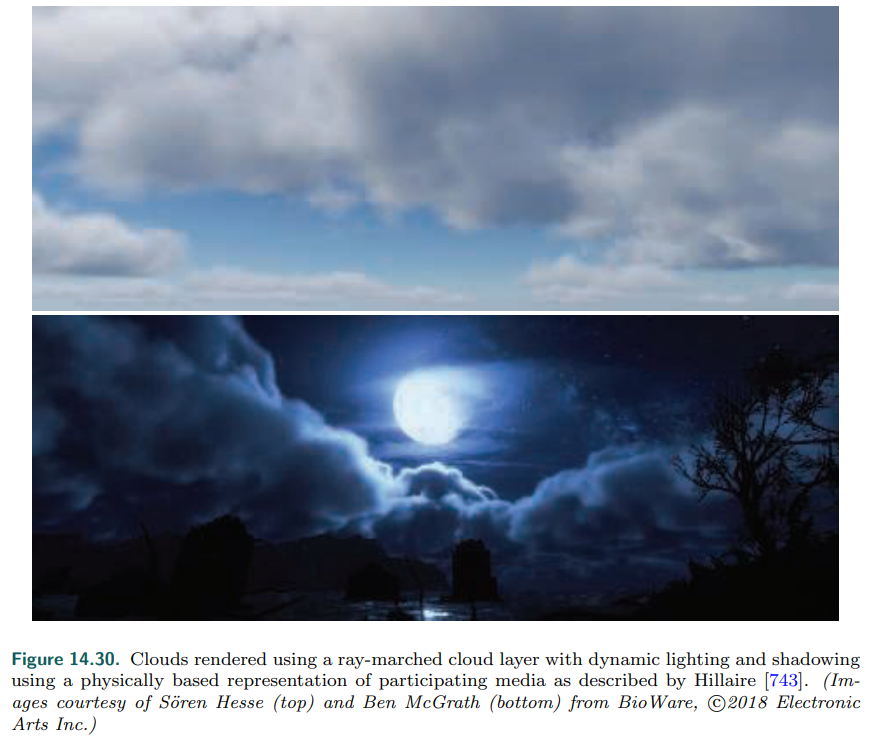 Figure 14.30. Clouds rendered using a ray-marched cloud layer with dynamic lighting and shadowing
using a physically based representation of participating media as described by Hillaire [743]. (Im-
ages courtesy of Sören Hesse (top) and Ben McGrath (bottom) from BioWare, ©2018 Electronic
Arts Inc.)